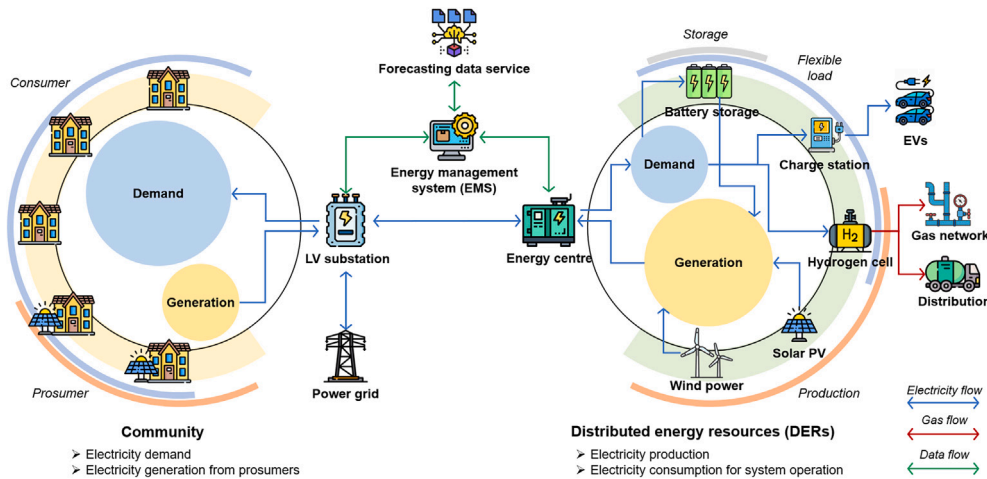 Consumer
Forecasting data service
Storage
Flexible
load
Battery storage
EVs
Charge station
Demand
Demand
Energy management
system (EMS)
H2
Gas network
Hydrogen cell
LV substation
Energy centre
Generation
Generation
Distribution
Solar PV
Wind power
Prosumer
Power grid
Production
Electricity flow
Gas flow
Data flow
Community
➢ Electricity demand
➢ Electricity generation from prosumers
Distributed energy resources (DERs)
➢ Electricity production
➢ Electricity consumption for system operation